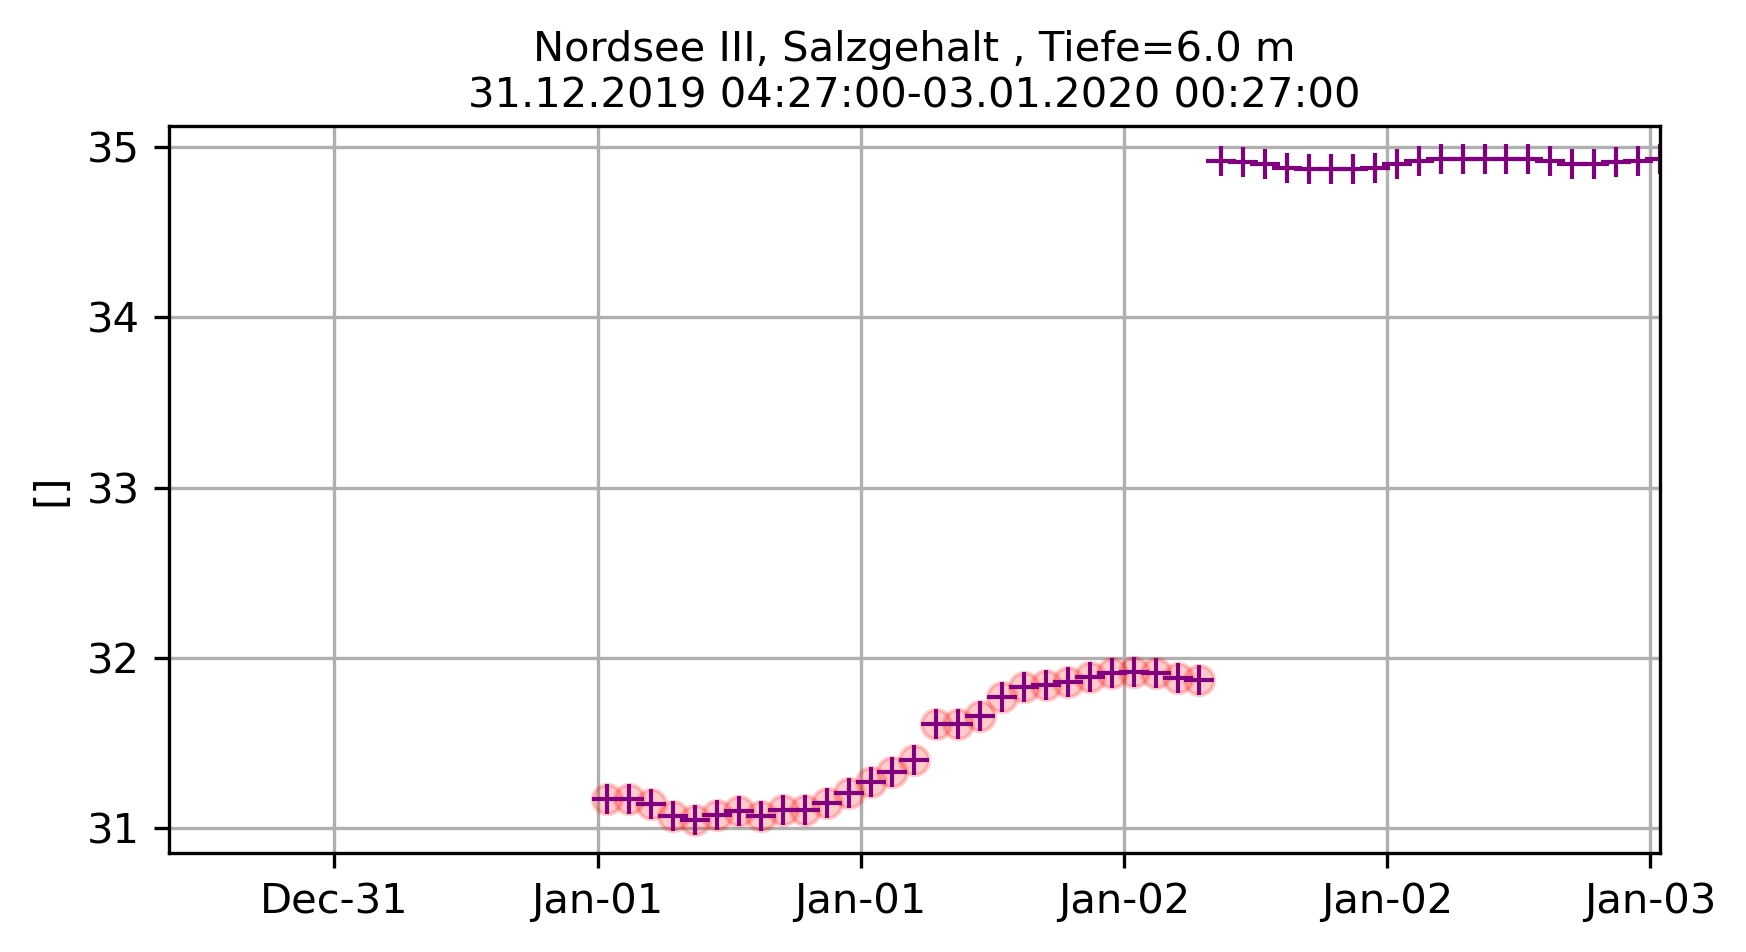 Nordsee III, Salzgehalt , Tiefe=6.0 m
31.12.2019 04:27:00-03.01.2020 00:27:00
35
34
33
32
31
[]
Dec-31 Jan-01 Jan-01 Jan-02 Jan-02 Jan-03